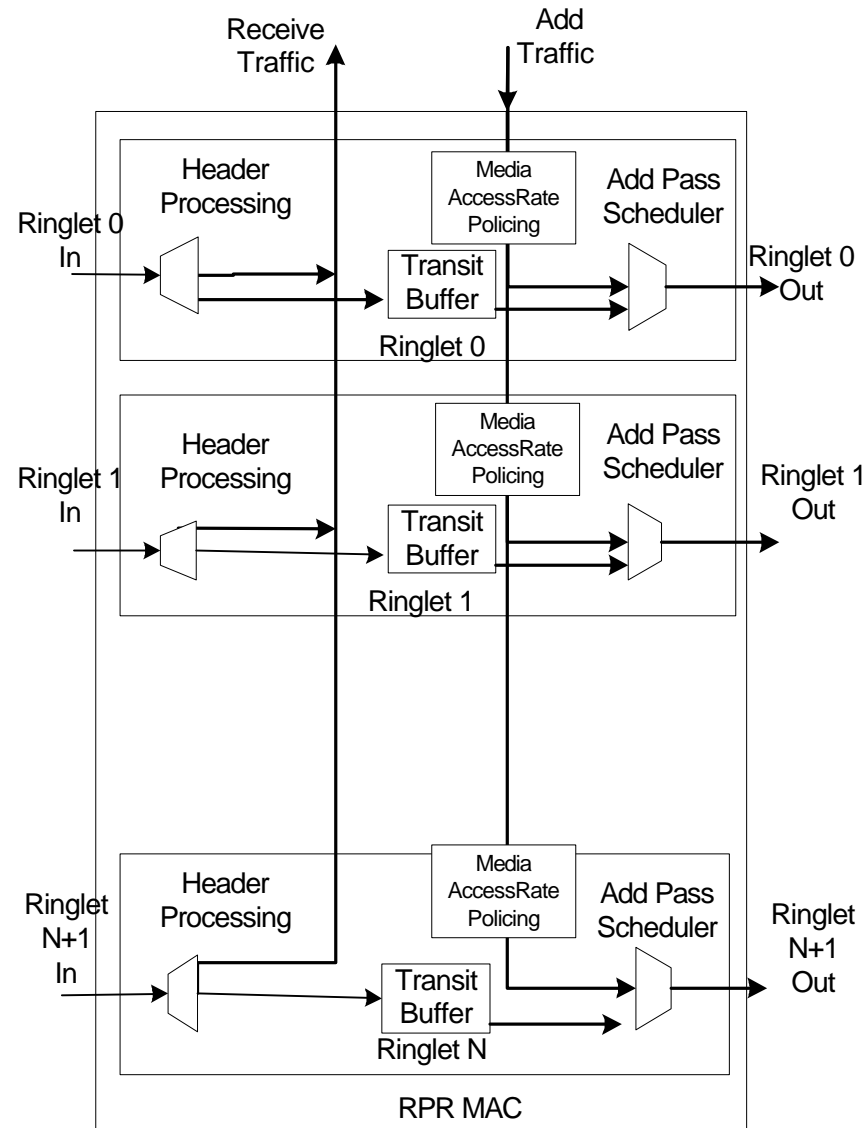 Receive
Traffic
Add
Traffic
Header
Processing
Media
AccessRate
Policing
Add Pass
Scheduler
Ringlet 0
In
Transit
Buffer
Ringlet 0
Out
Ringlet 0
Header
Processing
Media
AccessRate
Policing
Add Pass
Scheduler
Ringlet 1
In
Transit
Buffer
Ringlet 1
Out
Ringlet 1
Header
Processing
Media
AccessRate
Policing
Add Pass
Scheduler
Ringlet
N+1
In
Transit
Buffer
Ringlet
N+1
Out
Ringlet N
RPR MAC